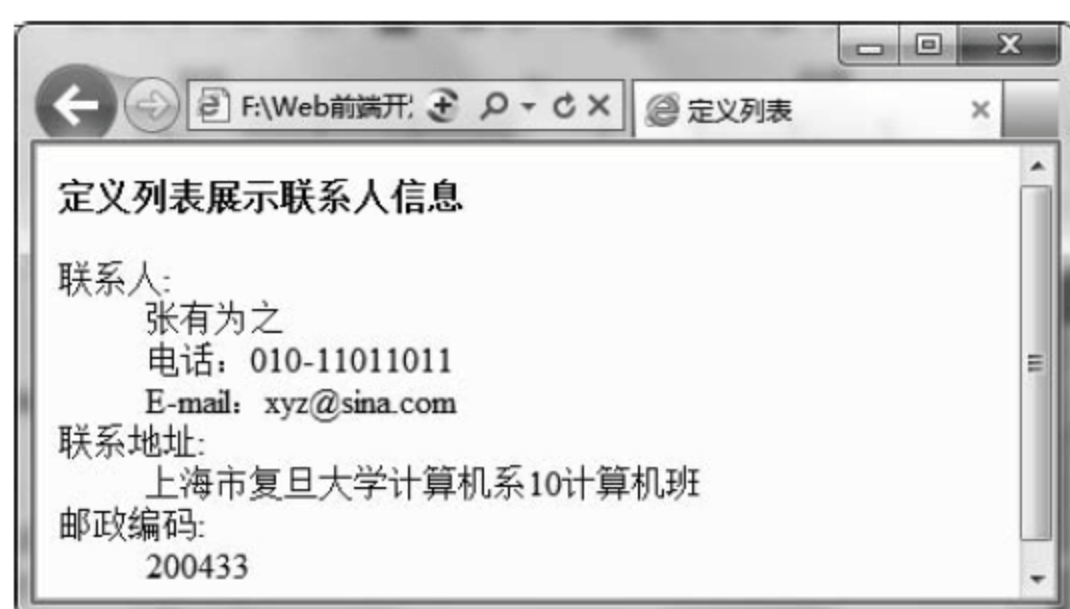 F:\Web前端开
定义列表
定义列表展示联系人信息
联系人:
张有为之
电话：010-11011011
E-mail：xyz@sina.com
联系地址:
上海市复旦大学计算机系10计算机班
邮政编码:
200433